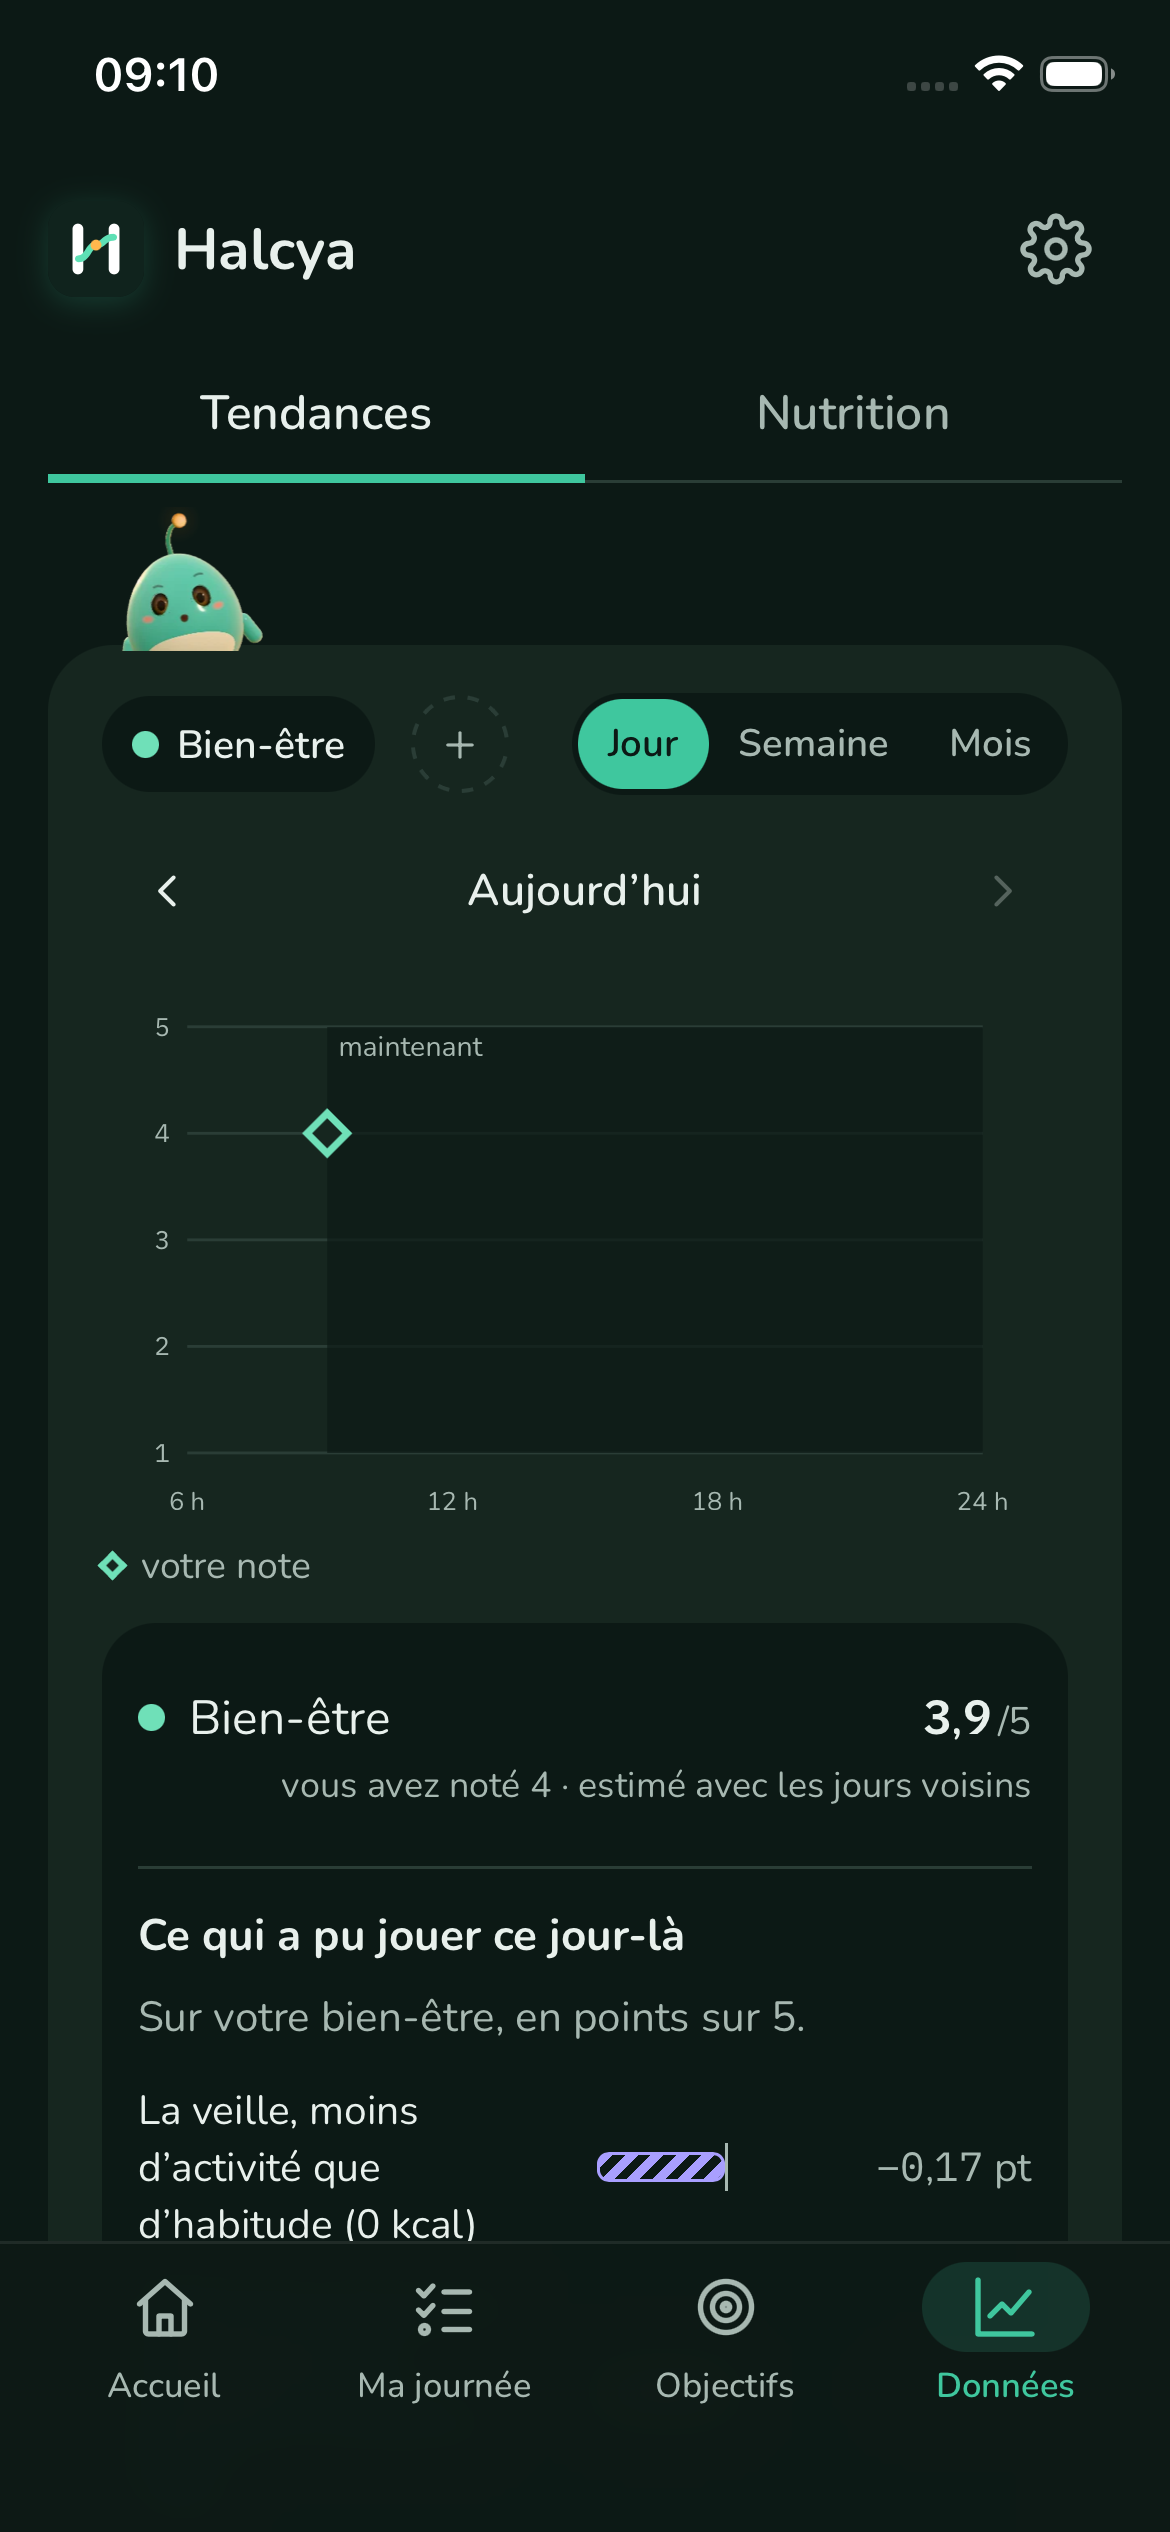 09:10
Halcya
Tendances
Nutrition
Bien-être
+
Jour
Semaine
Mois
Aujourd’hui
5
maintenant
4
3
2
1
6 h
12 h
18 h
24 h
votre note
Bien-être
3,9 /5
vous avez noté 4 · estimé avec les jours voisins
Ce qui a pu jouer ce jour-là
Sur votre bien-être, en points sur 5.
La veille, moins
d’activité que
d’habitude (0 kcal)
−0,17 pt
Accueil
Ma journée
Objectifs
Données